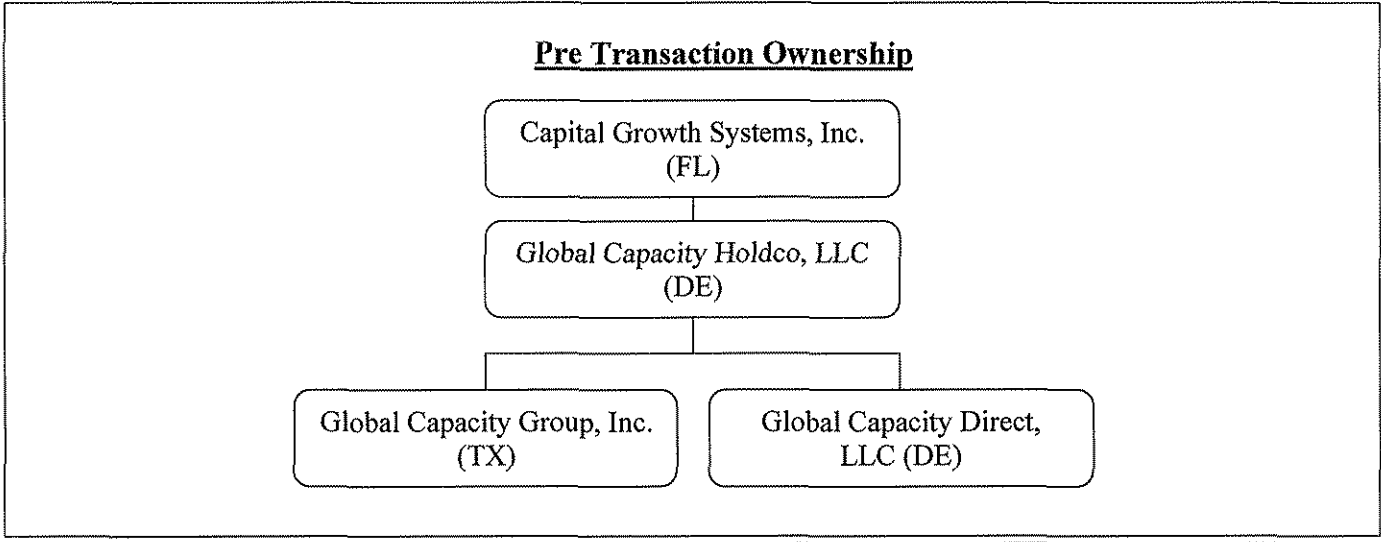 Pre Transaction Ownership
Capital Growth Systems, Inc.
(FL)
Global Capacity Holdco, LLC
(DE)
Global Capacity Group, Inc.
(TX)
Global Capacity Direct,
LLC (DE)